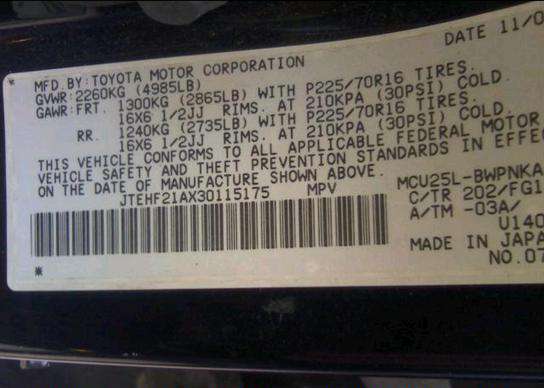 DATE 11/0
MFD.BY:TOYOTA MOTOR CORPORATION
GVWR:2260KG (4985LB)
GAWR:FRT. 1300KG (2865LB) WITH P225/70R16 TIRES.
16X6 1/2JJ RIMS. AT 210KPA (30PSI) COLD.
RR. 1240KG (2735LB) WITH P225/70R16 TIRES.
16X6 1/2JJ RIMS. AT 210KPA (30PSI) COLD.
THIS VEHICLE CONFORMS TO ALL APPLICABLE FEDERAL MOTOR
VEHICLE SAFETY AND THEFT PREVENTION STANDARDS IN EFFE
ON THE DATE OF MANUFACTURE SHOWN ABOVE.
JTEHF21AX30115175 MPV
MCU25L-BWPNKA
C/TR 202/FG1
A/TM -03A/
U140
MADE IN JAPA
NO.07